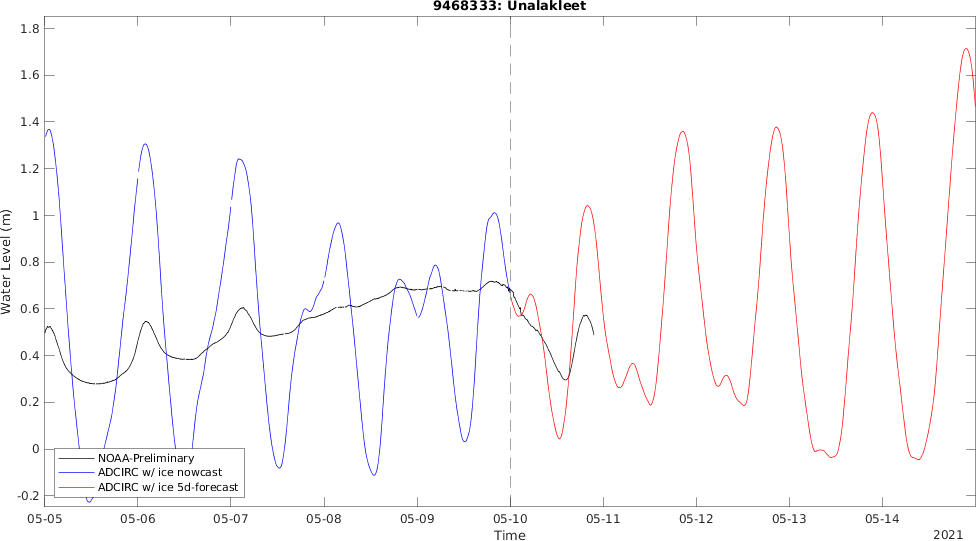 9468333: Unalakleet
1.8
1.6
1.4
1.2
1
0.8
0.6
0.4
0.2
0
-0.2
Water Level (m)
NOAA-Preliminary
ADCIRC w/ ice nowcast
ADCIRC w/ ice 5d-forecast
05-05 05-06 05-07 05-08 05-09 05-10 05-11 05-12 05-13 05-14
Time
2021